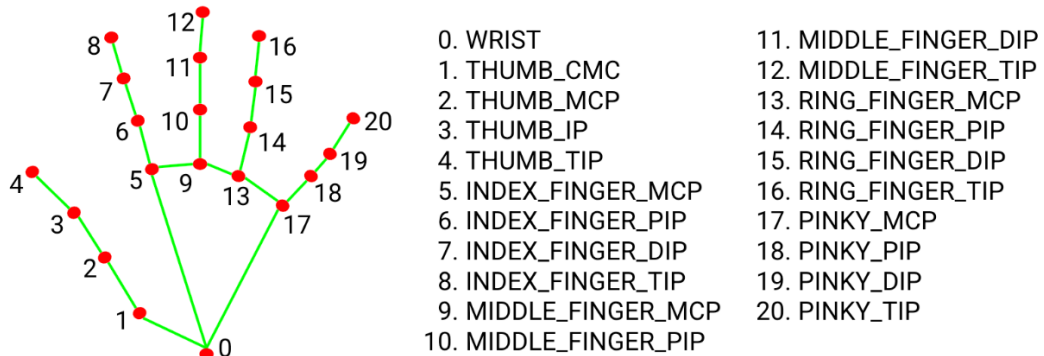 12
8
16
11
7
15
10
6
14
20
19
4
5
9
13
18
3
17
2
1
0
0. WRIST
1. THUMB_CMC
2. THUMB_MCP
3. THUMB_IP
4. THUMB_TIP
5. INDEX_FINGER_MCP
6. INDEX_FINGER_PIP
7. INDEX_FINGER_DIP
8. INDEX_FINGER_TIP
9. MIDDLE_FINGER_MCP
10. MIDDLE_FINGER_PIP
11. MIDDLE_FINGER_DIP
12. MIDDLE_FINGER_TIP
13. RING_FINGER_MCP
14. RING_FINGER_PIP
15. RING_FINGER_DIP
16. RING_FINGER_TIP
17. PINKY_MCP
18. PINKY_PIP
19. PINKY_DIP
20. PINKY_TIP